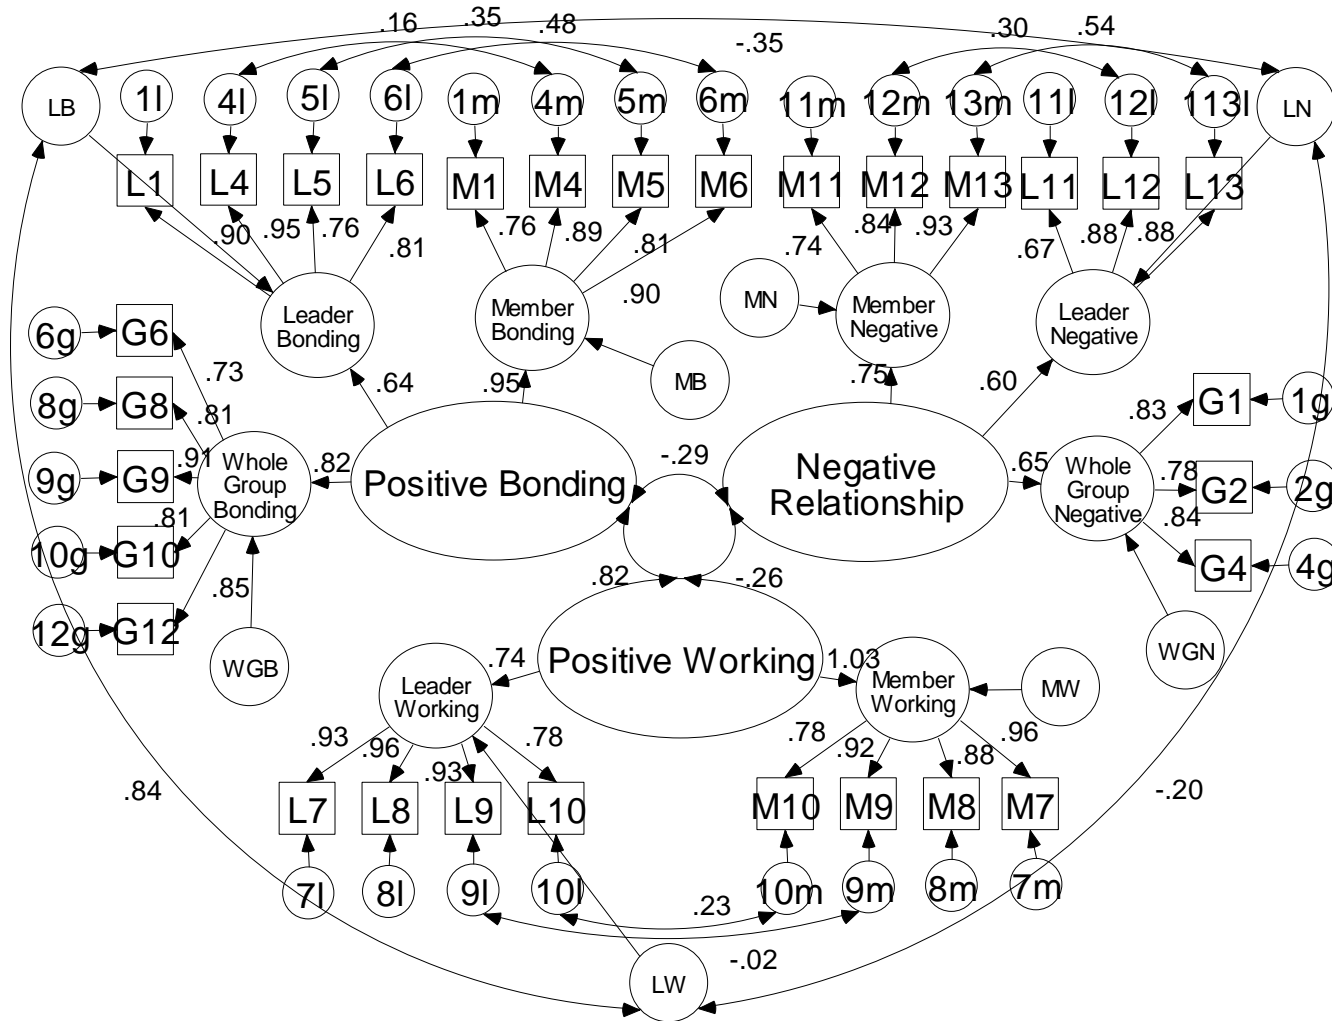 .16
.35
.48
-.35
.30
.54
LB
1l
4l
5l
6l
1m
4m
5m
6m
11m
12m
13m
11l
12l
113l
LN
L1
L4
L5
L6
M1
M4
M5
M6
M11
M12
M13
L11
L12
L13
.90
.95
.76
.81
.76
.89
.81
.90
.74
.84
.93
.67
.88
.88
Leader
Bonding
Member
Bonding
MN
Member
Negative
Leader
Negative
6g
G6
.73
.64
.95
MB
.75
.60
8g
G8
.81
.83
G1
1g
9g
G9
.91
Whole
Group
Bonding
.82
Positive Bonding
-.29
Negative
Relationship
.65
Whole
Group
Negative
.78
G2
2g
10g
G10
.81
.84
G4
4g
12g
G12
.85
WGB
.82
-.26
WGN
Leader
Working
.74
Positive Working
1.03
Member
Working
MW
.93
.96
.93
.78
.78
.92
.88
.96
.84
-.20
L7
L8
L9
L10
M10
M9
M8
M7
7l
8l
9l
10l
10m
9m
8m
7m
.23
-.02
LW